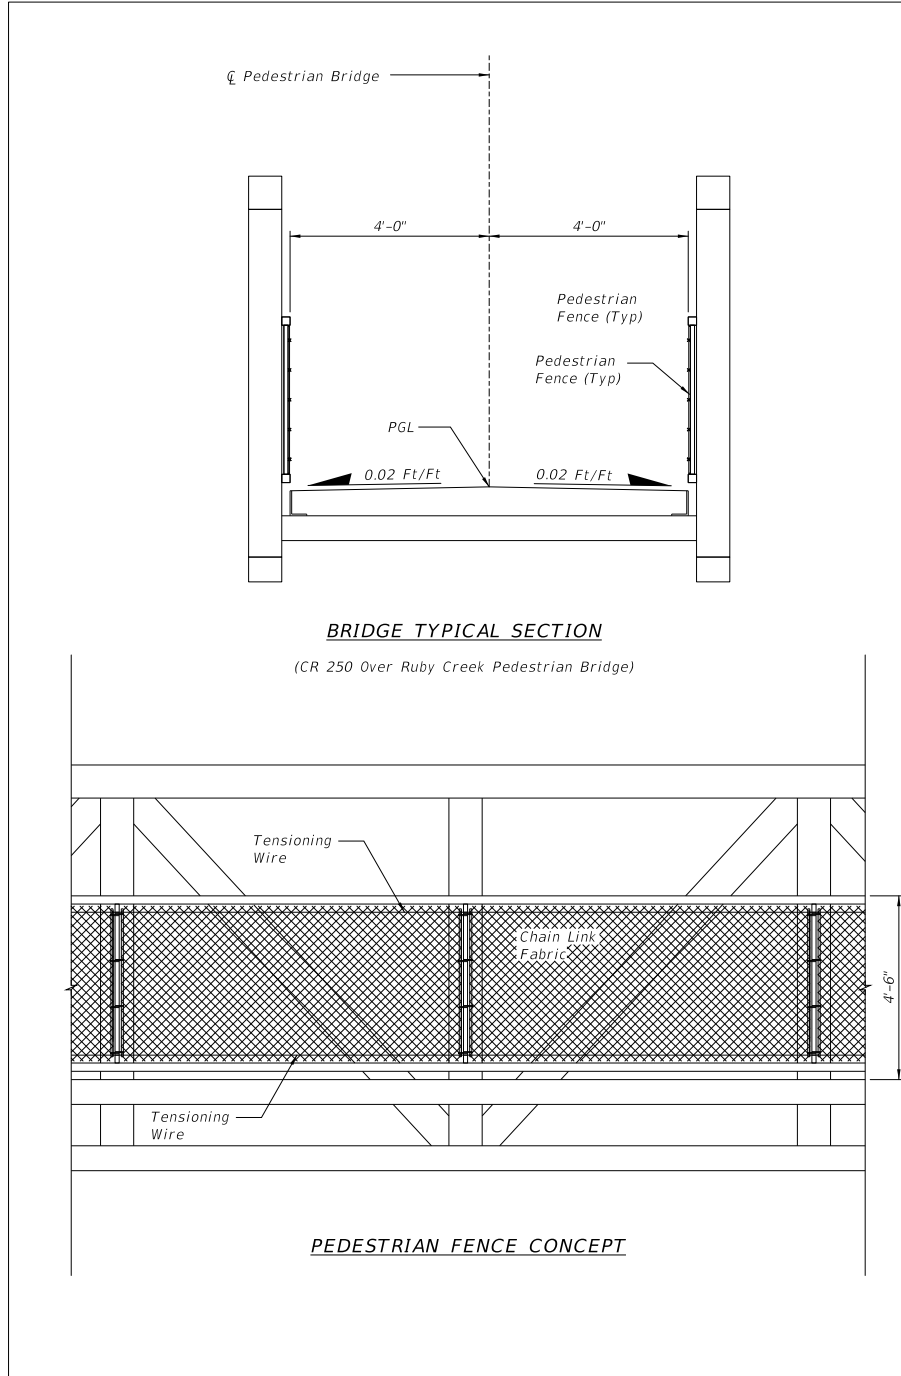 ℄ Pedestrian Bridge
4'-0"
4'-0"
Pedestrian
Fence (Typ)
Pedestrian
Fence (Typ)
PGL
0.02 Ft/Ft
0.02 Ft/Ft
BRIDGE TYPICAL SECTION
(CR 250 Over Ruby Creek Pedestrian Bridge)
Tensioning
Wire
Chain Link
Fabric
4'-6"
Tensioning
Wire
PEDESTRIAN FENCE CONCEPT